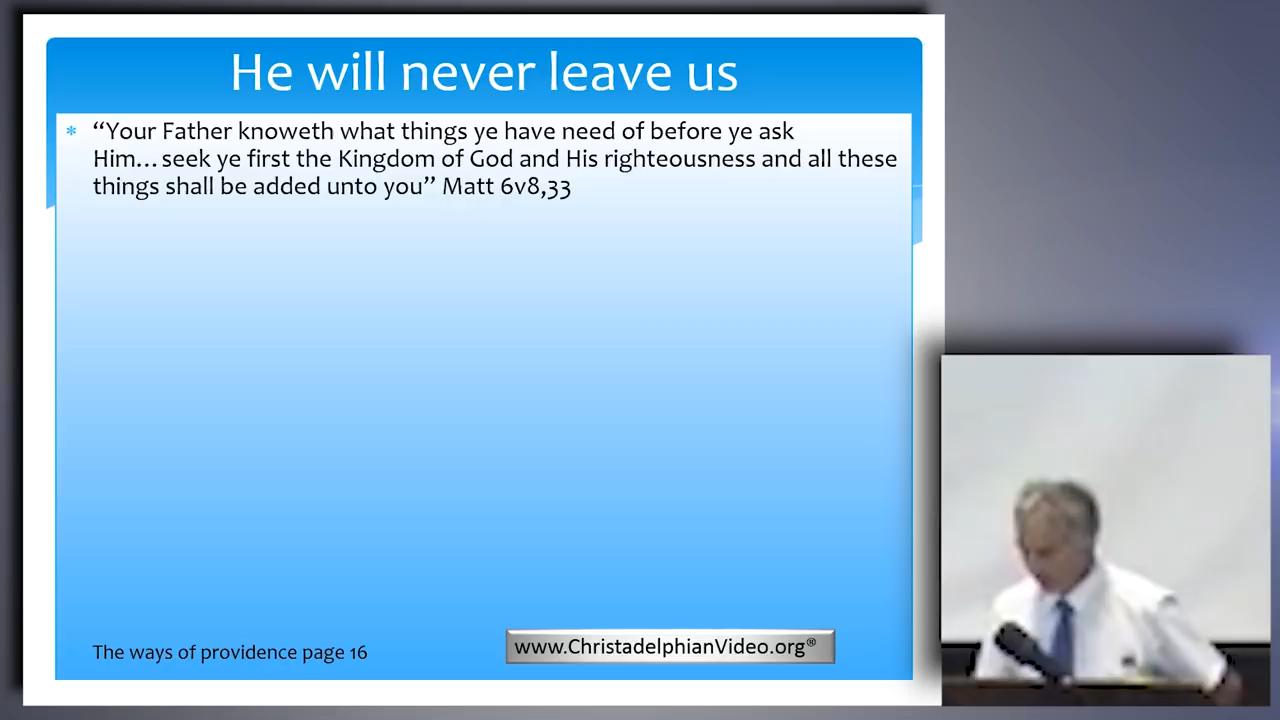 He will never leave us
* “Your Father knoweth what things ye have need of before ye ask
Him… seek ye first the Kingdom of God and His righteousness and all these
things shall be added unto you” Matt 6v8,33
The ways of providence page 16
www.ChristadelphianVideo.org®